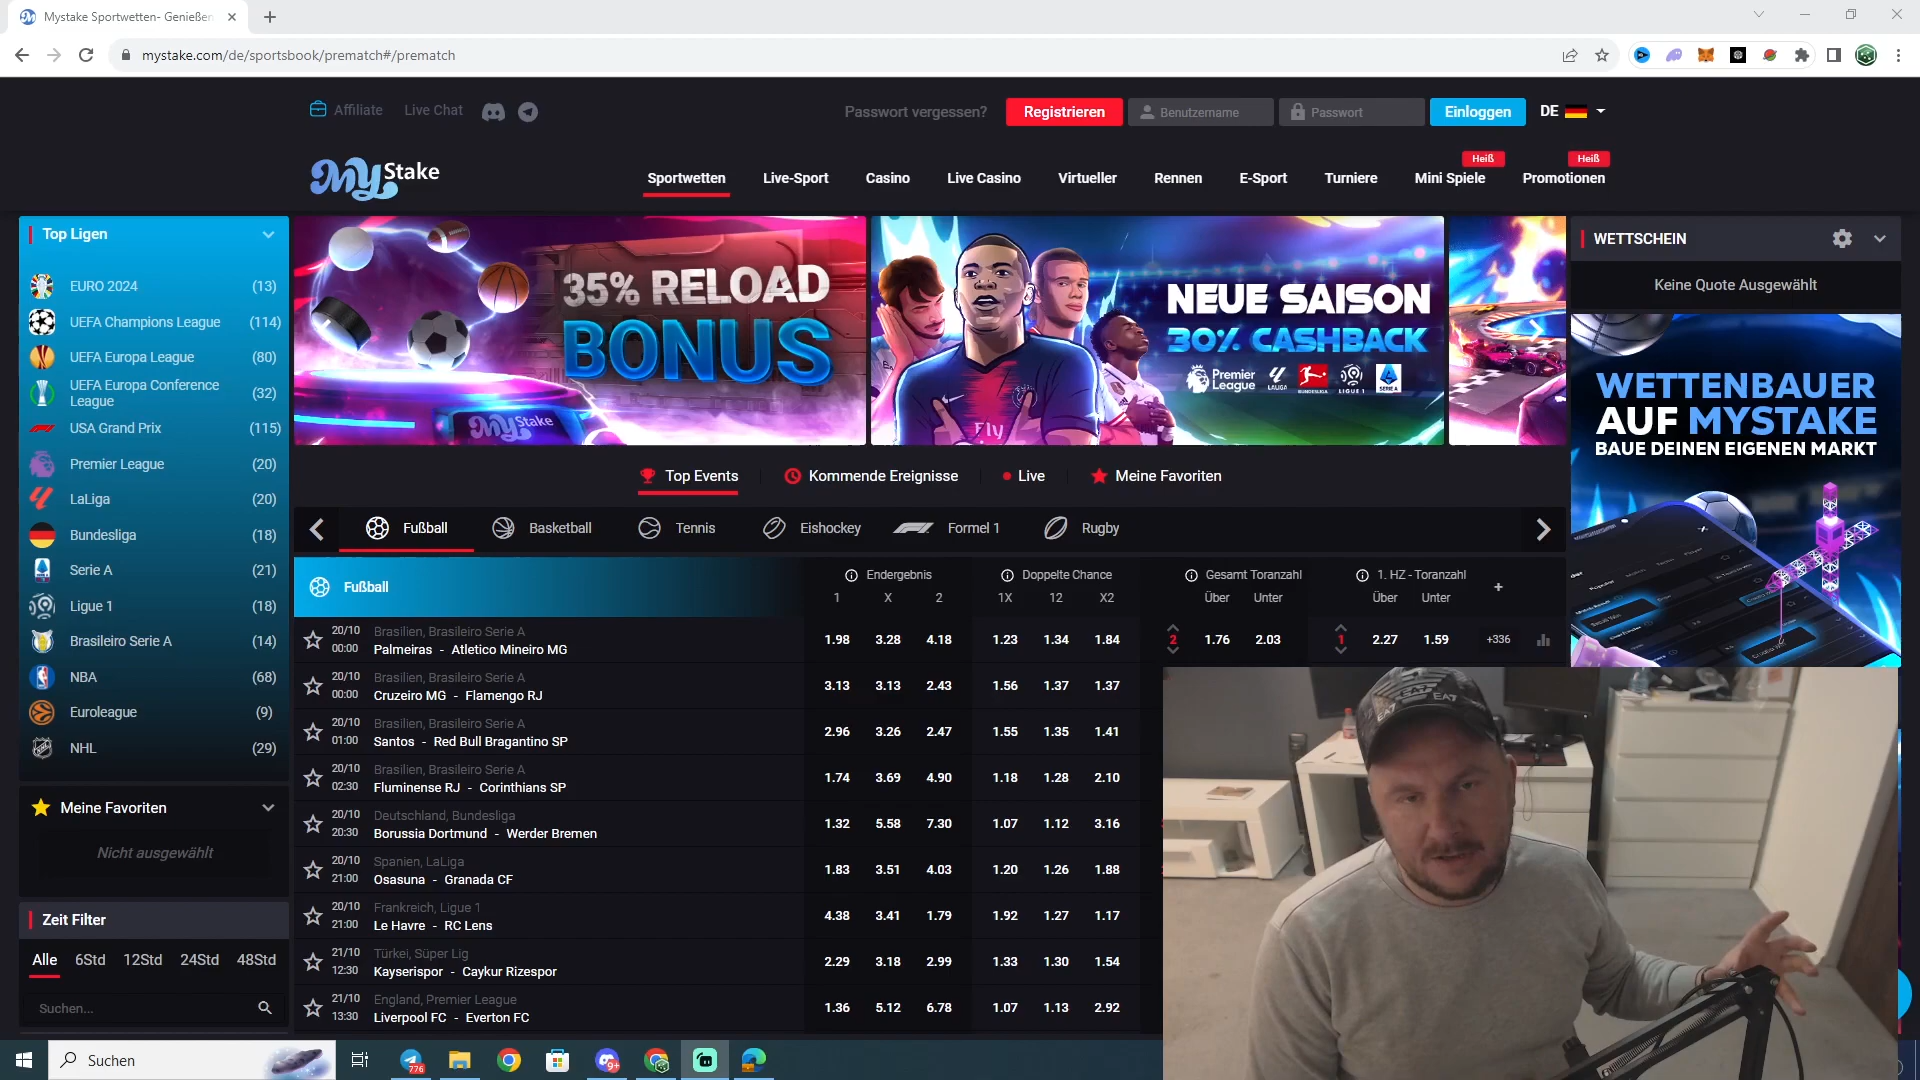 Mystake Sportwetten- Genießen
mystake.com/de/sportsbook/prematch#/prematch
Affiliate
Live Chat
Passwort vergessen?
Registrieren
Benutzername
Passwort
Einloggen
DE
My Stake
Sportwetten
Live-Sport
Casino
Live Casino
Virtueller
Rennen
E-Sport
Turniere
Heiß
Mini Spiele
Heiß
Promotionen
Top Ligen
EURO 2024 (13)
UEFA Champions League (114)
UEFA Europa League (80)
UEFA Europa Conference
League (32)
USA Grand Prix (115)
Premier League (20)
LaLiga (20)
Bundesliga (18)
Serie A (21)
Ligue 1 (18)
Brasileiro Serie A (14)
NBA (68)
Euroleague (9)
NHL (29)
Meine Favoriten
Nicht ausgewählt
Zeit Filter
Alle 6Std 12Std 24Std 48Std
Suchen...
35% RELOAD
BONUS
MyStake
NEUE SAISON
30% CASHBACK
Premier
League
LALIGA
BUNDESLIGA
LIGUE 1
SERIE A
Fly
WETTSCHEIN
Keine Quote Ausgewählt
WETTENBAUER
AUF MYSTAKE
BAUE DEINEN EIGENEN MARKT
Top Events
Kommende Ereignisse
Live
Meine Favoriten
Fußball
Basketball
Tennis
Eishockey
Formel 1
Rugby
Fußball
Endergebnis
1 X 2
Doppelte Chance
1X 12 X2
Gesamt Toranzahl
Über Unter
1. HZ - Toranzahl
Über Unter
+
20/10 Brasilien, Brasileiro Serie A
00:00 Palmeiras - Atletico Mineiro MG
1.98 3.28 4.18 1.23 1.34 1.84 2 1.76 2.03 1 2.27 1.59 +336
20/10 Brasilien, Brasileiro Serie A
00:00 Cruzeiro MG - Flamengo RJ
3.13 3.13 2.43 1.56 1.37 1.37
20/10 Brasilien, Brasileiro Serie A
01:00 Santos - Red Bull Bragantino SP
2.96 3.26 2.47 1.55 1.35 1.41
20/10 Brasilien, Brasileiro Serie A
02:30 Fluminense RJ - Corinthians SP
1.74 3.69 4.90 1.18 1.28 2.10
20/10 Deutschland, Bundesliga
20:30 Borussia Dortmund - Werder Bremen
1.32 5.58 7.30 1.07 1.12 3.16
20/10 Spanien, LaLiga
21:00 Osasuna - Granada CF
1.83 3.51 4.03 1.20 1.26 1.88
20/10 Frankreich, Ligue 1
21:00 Le Havre - RC Lens
4.38 3.41 1.79 1.92 1.27 1.17
21/10 Türkei, Süper Lig
12:30 Kayserispor - Caykur Rizespor
2.29 3.18 2.99 1.33 1.30 1.54
21/10 England, Premier League
13:30 Liverpool FC - Everton FC
1.36 5.12 6.78 1.07 1.13 2.92
EA7
EA7
EA7
Suchen
776
9+